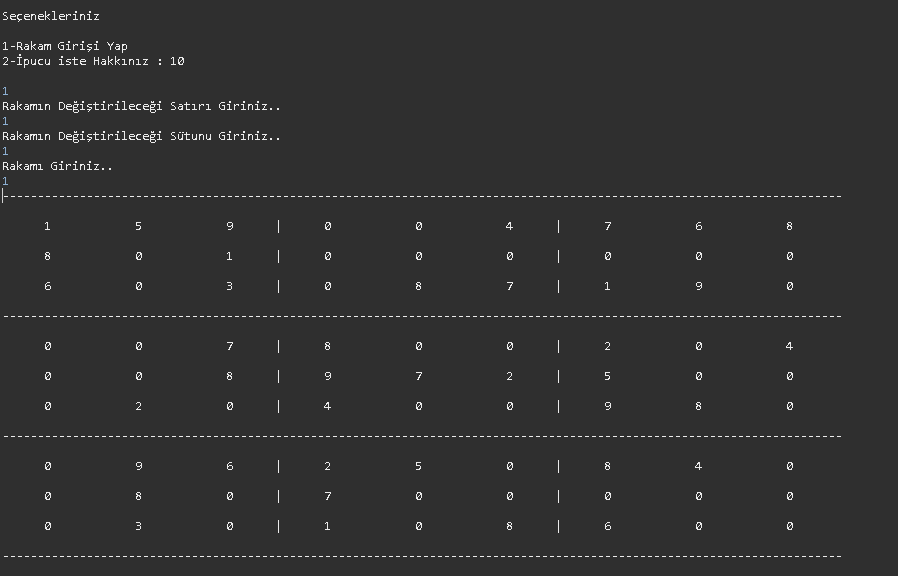 Seçenekleriniz
1-Rakam Girişi Yap
2-İpucu iste Hakkınız : 10
1
Rakamın Değiştirileceği Satırı Giriniz..
1
Rakamın Değiştirileceği Sütunu Giriniz..
1
Rakamı Giriniz..
1
------------------------------------------------------------------------------------------------------------------------
1 5 9 | 0 0 4 | 7 6 8
8 0 1 | 0 0 0 | 0 0 0
6 0 3 | 0 8 7 | 1 9 0
------------------------------------------------------------------------------------------------------------------------
0 0 7 | 8 0 0 | 2 0 4
0 0 8 | 9 7 2 | 5 0 0
0 2 0 | 4 0 0 | 9 8 0
------------------------------------------------------------------------------------------------------------------------
0 9 6 | 2 5 0 | 8 4 0
0 8 0 | 7 0 0 | 0 0 0
0 3 0 | 1 0 8 | 6 0 0
------------------------------------------------------------------------------------------------------------------------